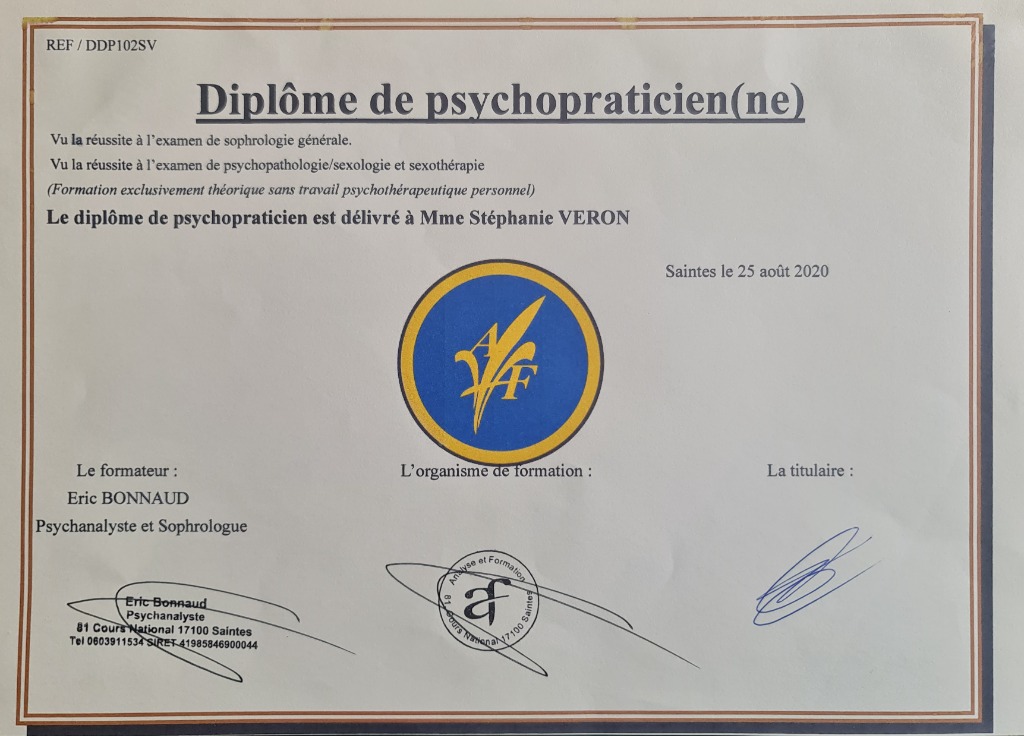 REF / DDP102SV
Diplôme de psychopraticien(ne)
Vu la réussite à l'examen de sophrologie générale.
Vu la réussite à l'examen de psychopathologie/sexologie et sexothérapie
(Formation exclusivement théorique sans travail psychothérapeutique personnel)
Le diplôme de psychopraticien est délivré à Mme Stéphanie VERON
Saintes le 25 août 2020
A F
Le formateur :
L'organisme de formation :
La titulaire :
Eric BONNAUD
Psychanalyste et Sophrologue
Eric Bonnaud
Psychanalyste
81 Cours National 17100 Saintes
Tel 0603911534 SIRET 41985846900044
Analyse et Formation
af
81 Cours National 17100 Saintes